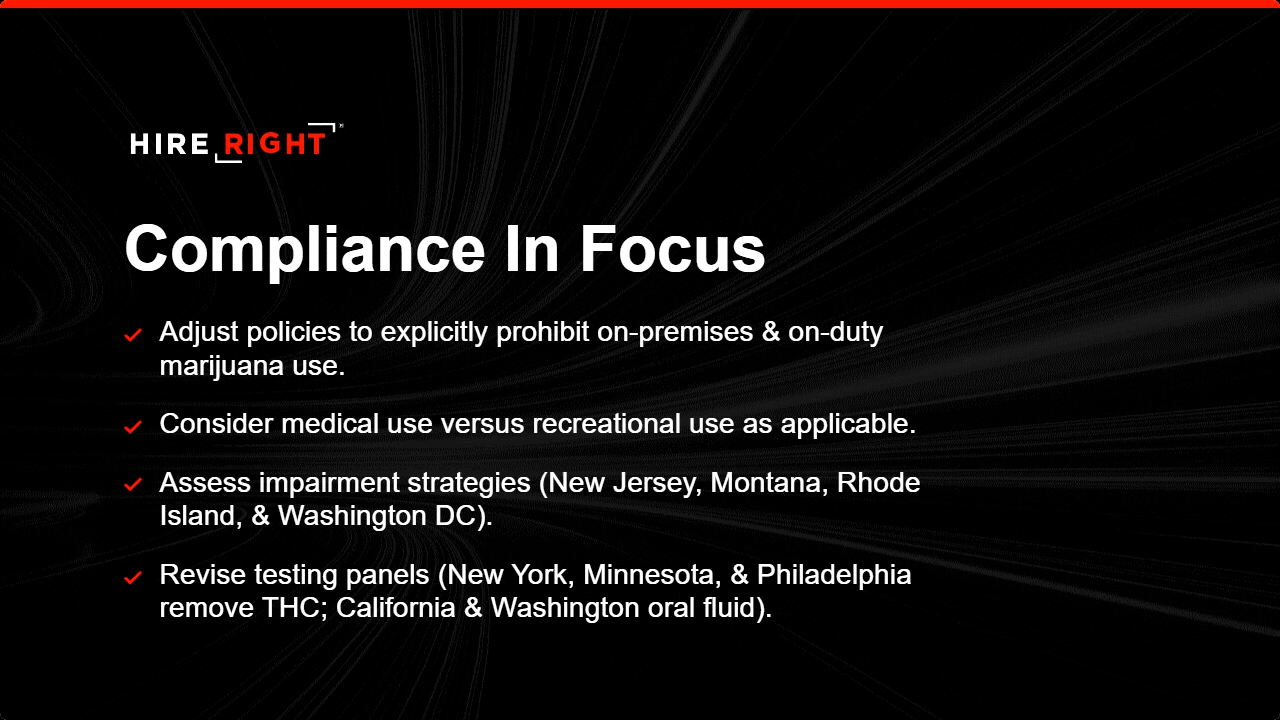 HIRE RIGHT
Compliance In Focus
Adjust policies to explicitly prohibit on-premises & on-duty
marijuana use.
Consider medical use versus recreational use as applicable.
Assess impairment strategies (New Jersey, Montana, Rhode
Island, & Washington DC).
Revise testing panels (New York, Minnesota, & Philadelphia
remove THC; California & Washington oral fluid).